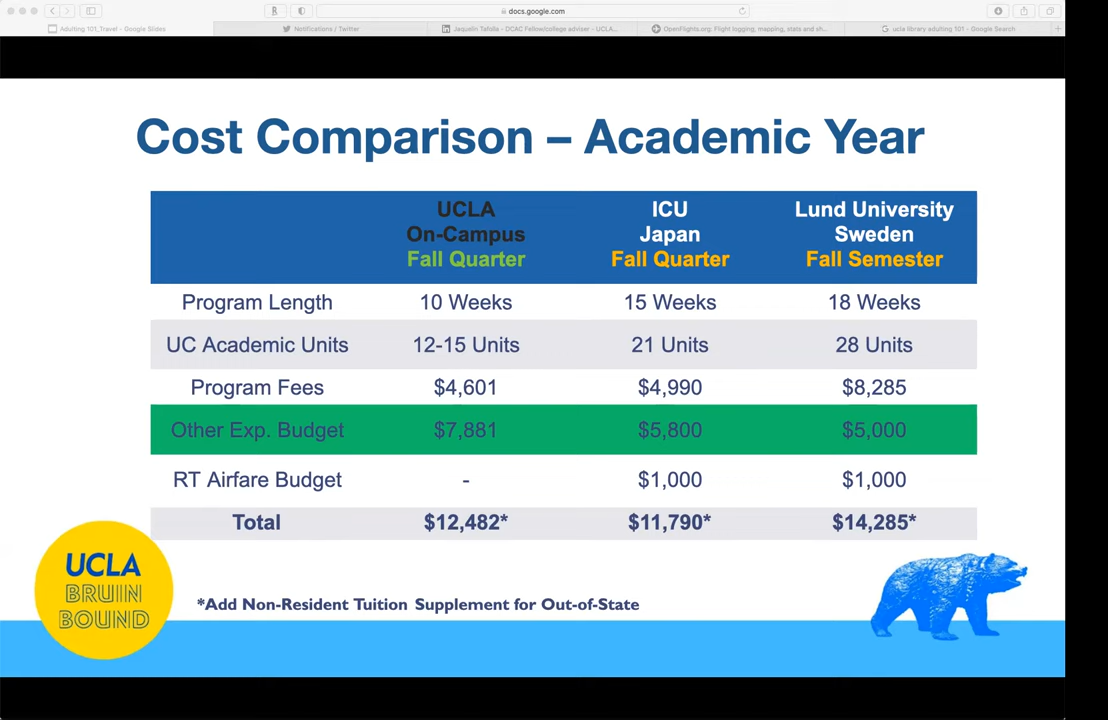 docs.google.com
Adulting 101_Travel - Google Slides
Notifications / Twitter
Jaquelin Tafolla - DCAC Fellow/college adviser - UCLA...
OpenFlights.org: Flight logging, mapping, stats and sh...
ucla library adulting 101 - Google Search
Cost Comparison – Academic Year
UCLA ICU Lund University
On-Campus Japan Sweden
Fall Quarter Fall Quarter Fall Semester
Program Length 10 Weeks 15 Weeks 18 Weeks
UC Academic Units 12-15 Units 21 Units 28 Units
Program Fees $4,601 $4,990 $8,285
Other Exp. Budget $7,881 $5,800 $5,000
RT Airfare Budget - $1,000 $1,000
Total $12,482* $11,790* $14,285*
UCLA
BRUIN
BOUND
*Add Non-Resident Tuition Supplement for Out-of-State